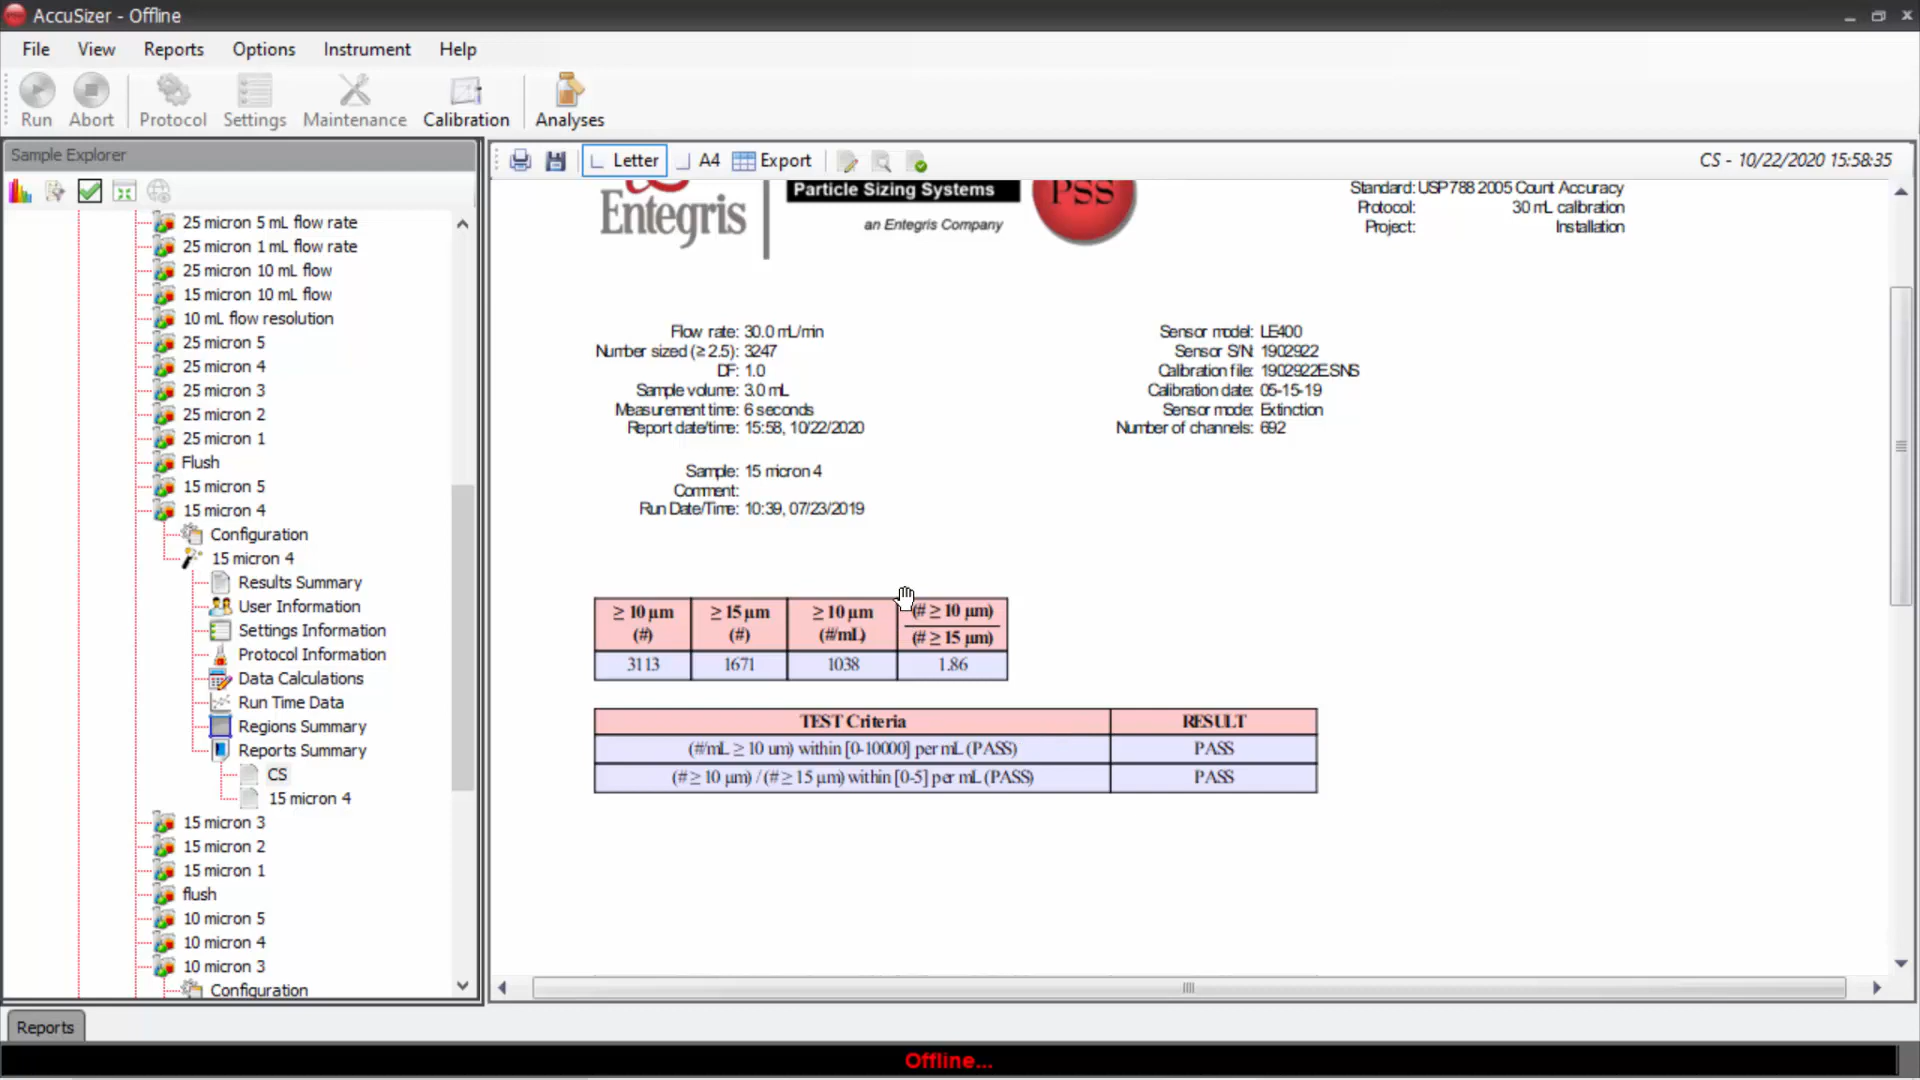 AccuSizer - Offline
File View Reports Options Instrument Help
Run Abort Protocol Settings Maintenance Calibration Analyses
Sample Explorer
25 micron 5 mL flow rate
25 micron 1 mL flow rate
25 micron 10 mL flow
15 micron 10 mL flow
10 mL flow resolution
25 micron 5
25 micron 4
25 micron 3
25 micron 2
25 micron 1
Flush
15 micron 5
15 micron 4
Configuration
15 micron 4
Results Summary
User Information
Settings Information
Protocol Information
Data Calculations
Run Time Data
Regions Summary
Reports Summary
CS
15 micron 4
15 micron 3
15 micron 2
15 micron 1
flush
10 micron 5
10 micron 4
10 micron 3
Configuration
Letter A4 Export CS - 10/22/2020 15:58:35
Entegris
Particle Sizing Systems
an Entegris Company
PSS
Standard: USP 788 2005 Count Accuracy
Protocol: 30 mL calibration
Project: Installation
Flow rate: 30.0 mL/min
Number sized (≥ 2.5): 3247
DF: 1.0
Sample volume: 3.0 mL
Measurement time: 6 seconds
Report date/time: 15:58, 10/22/2020
Sensor model: LE400
Sensor S/N: 1902922
Calibration file: 1902922E.SNS
Calibration date: 05-15-19
Sensor mode: Extinction
Number of channels: 692
Sample: 15 micron 4
Comment:
Run Date/Time: 10:39, 07/23/2019
≥ 10 µm (#) ≥ 15 µm (#) ≥ 10 µm (#/mL) (# ≥ 10 µm) (# ≥ 15 µm)
3113 1671 1038 1.86
TEST Criteria RESULT
(#/mL ≥ 10 um) within [0-10000] per mL (PASS) PASS
(# ≥ 10 µm) / (# ≥ 15 µm) within [0-5] per mL (PASS) PASS
Reports
Offline...